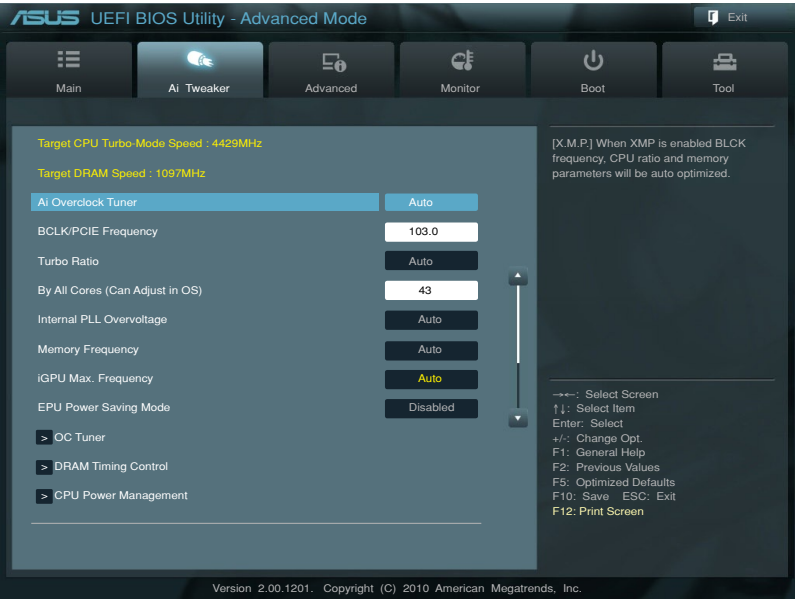 ASUS UEFI BIOS Utility - Advanced Mode
Exit
Main
Ai Tweaker
Advanced
Monitor
Boot
Tool
Target CPU Turbo-Mode Speed : 4429MHz
Target DRAM Speed : 1097MHz
Ai Overclock Tuner Auto
BCLK/PCIE Frequency 103.0
Turbo Ratio Auto
By All Cores (Can Adjust in OS) 43
Internal PLL Overvoltage Auto
Memory Frequency Auto
iGPU Max. Frequency Auto
EPU Power Saving Mode Disabled
> OC Tuner
> DRAM Timing Control
> CPU Power Management
[X.M.P.] When XMP is enabled BLCK
frequency, CPU ratio and memory
parameters will be auto optimized.
→←: Select Screen
↑↓: Select Item
Enter: Select
+/-: Change Opt.
F1: General Help
F2: Previous Values
F5: Optimized Defaults
F10: Save ESC: Exit
F12: Print Screen
Version 2.00.1201. Copyright (C) 2010 American Megatrends, Inc.